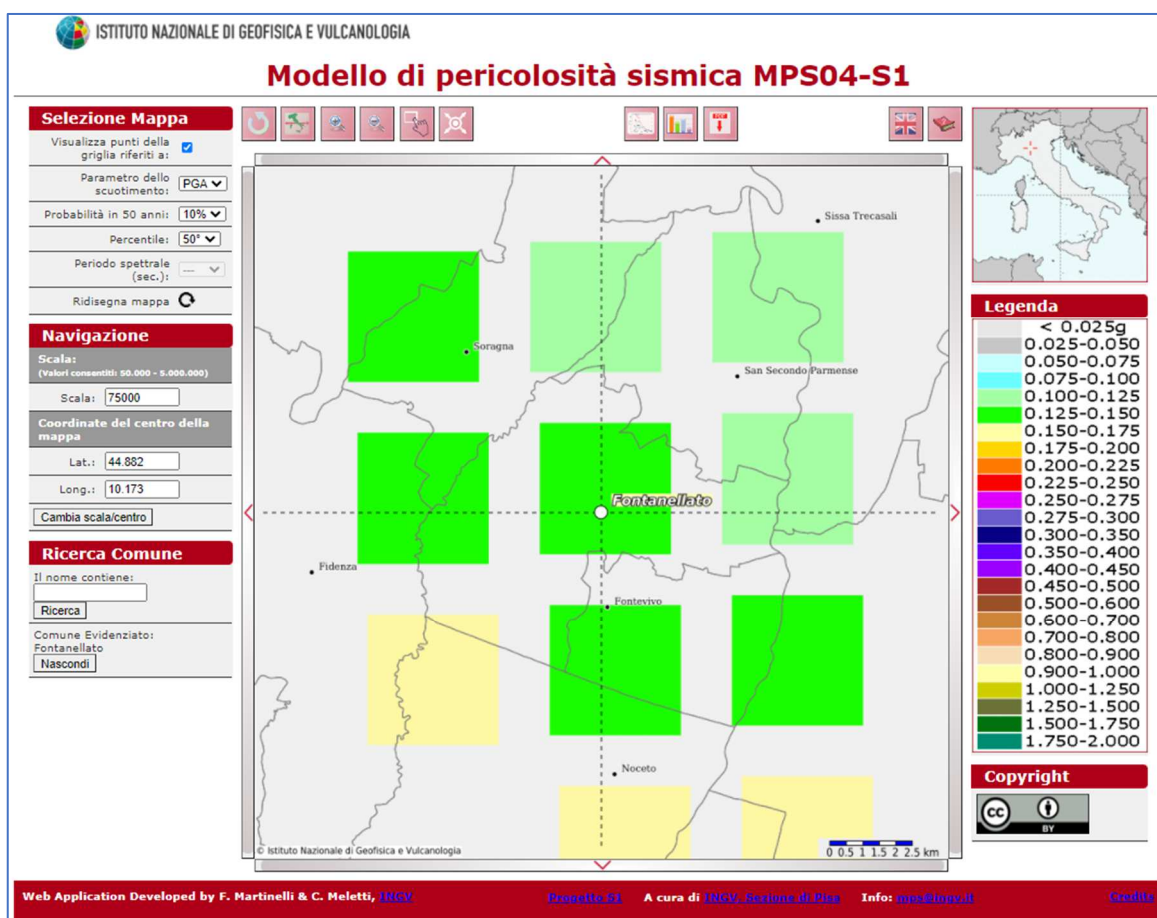 ISTITUTO NAZIONALE DI GEOFISICA E VULCANOLOGIA
Modello di pericolosità sismica MPS04-S1
Selezione Mappa
Visualizza punti della
griglia riferiti a:
Parametro dello
scuotimento:
PGA
Probabilità in 50 anni:
10%
Percentile:
50°
Periodo spettrale
(sec.):
---
Ridisegna mappa
Navigazione
Scala:
(Valori consentiti: 50.000 - 5.000.000)
Scala:
75000
Coordinate del centro della
mappa
Lat.:
44.882
Long.:
10.173
Cambia scala/centro
Ricerca Comune
Il nome contiene:
Ricerca
Comune Evidenziato:
Fontanellato
Nascondi
Sissa Trecasali
Soragna
San Secondo Parmense
Fontanellato
Fidenza
Fontevivo
Noceto
© Istituto Nazionale di Geofisica e Vulcanologia
0 0.5 1 1.5 2 2.5 km
Legenda
< 0.025g
0.025-0.050
0.050-0.075
0.075-0.100
0.100-0.125
0.125-0.150
0.150-0.175
0.175-0.200
0.200-0.225
0.225-0.250
0.250-0.275
0.275-0.300
0.300-0.350
0.350-0.400
0.400-0.450
0.450-0.500
0.500-0.600
0.600-0.700
0.700-0.800
0.800-0.900
0.900-1.000
1.000-1.250
1.250-1.500
1.500-1.750
1.750-2.000
Copyright
cc
BY
Web Application Developed by F. Martinelli & C. Meletti, INGV
Progetto S1
A cura di INGV, Sezione di Pisa
Info: mps@ingv.it
Credits